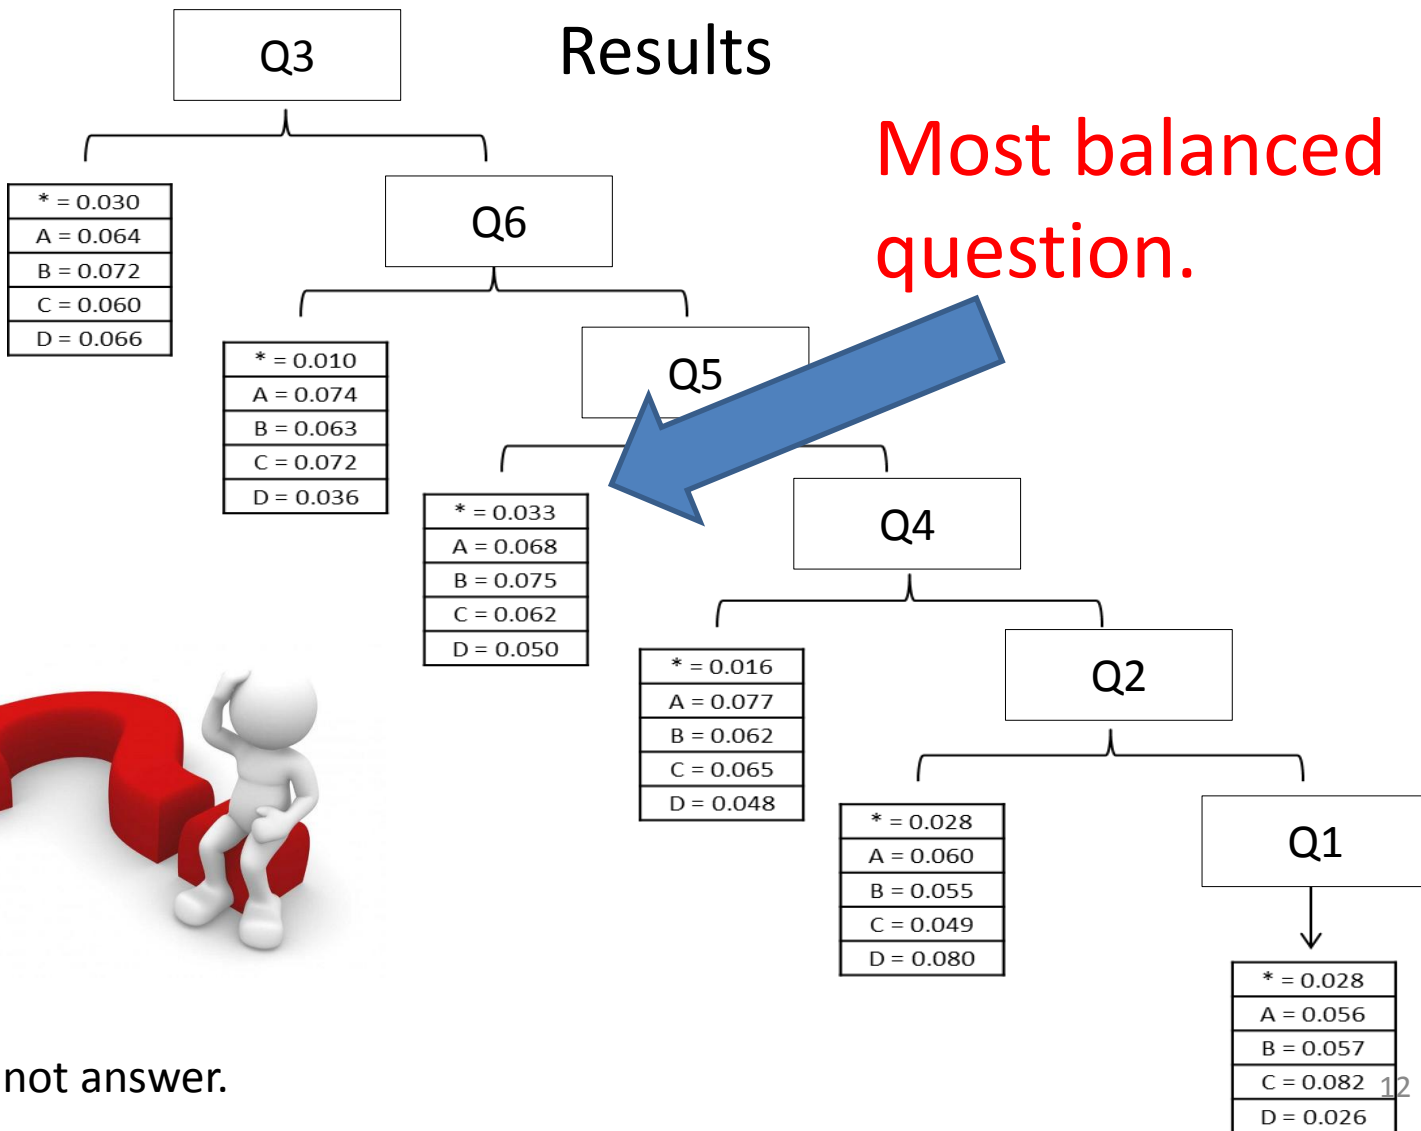 Results
Most balanced
question.
Q3
* = 0.030
A = 0.064
B = 0.072
C = 0.060
D = 0.066
Q6
* = 0.010
A = 0.074
B = 0.063
C = 0.072
D = 0.036
Q5
* = 0.033
A = 0.068
B = 0.075
C = 0.062
D = 0.050
Q4
* = 0.016
A = 0.077
B = 0.062
C = 0.065
D = 0.048
Q2
* = 0.028
A = 0.060
B = 0.055
C = 0.049
D = 0.080
Q1
* = 0.028
A = 0.056
B = 0.057
C = 0.082
D = 0.026
not answer.
12